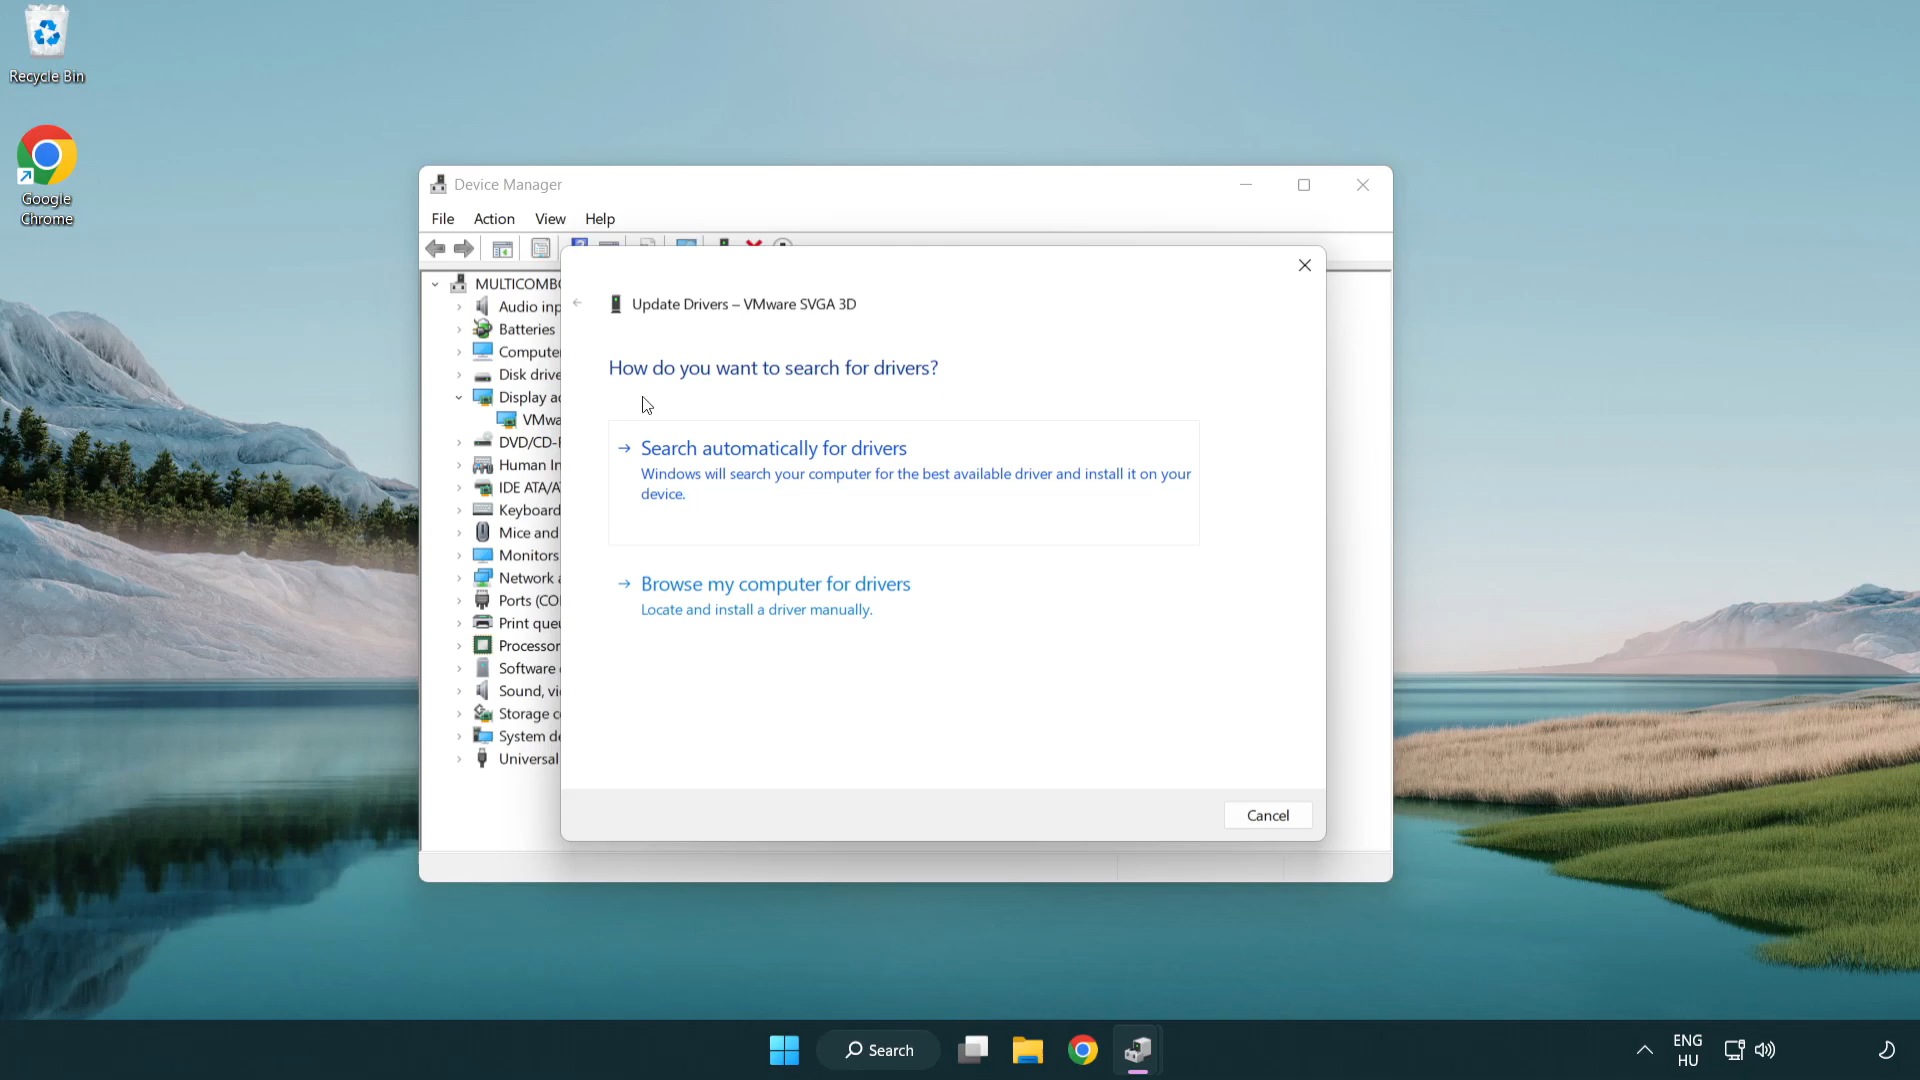 Recycle Bin
Google
Chrome
Device Manager
File Action View Help
MULTICOMBO
Audio inp
Batteries
Compute
Disk drive
Display a
VMwa
DVD/CD-
Human In
IDE ATA/A
Keyboard
Mice and
Monitors
Network
Ports (CO
Print que
Processor
Software
Sound, vi
Storage c
System de
Universal
Update Drivers – VMware SVGA 3D
How do you want to search for drivers?
Search automatically for drivers
Windows will search your computer for the best available driver and install it on your
device.
Browse my computer for drivers
Locate and install a driver manually.
Cancel
Search
ENG
HU